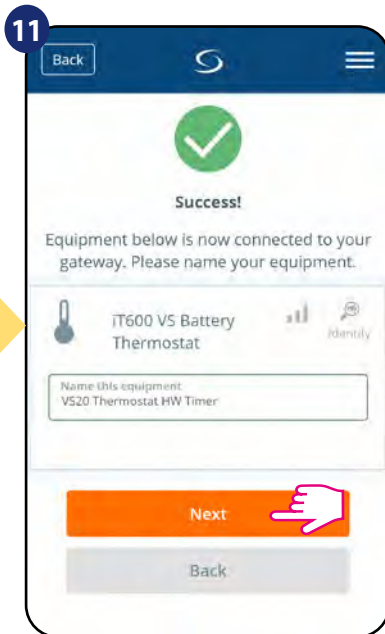 11
Back
Success!
Equipment below is now connected to your
gateway. Please name your equipment.
iT600 VS Battery
Thermostat
Identify
Name this equipment
VS20 Thermostat HW Timer
Next
Back